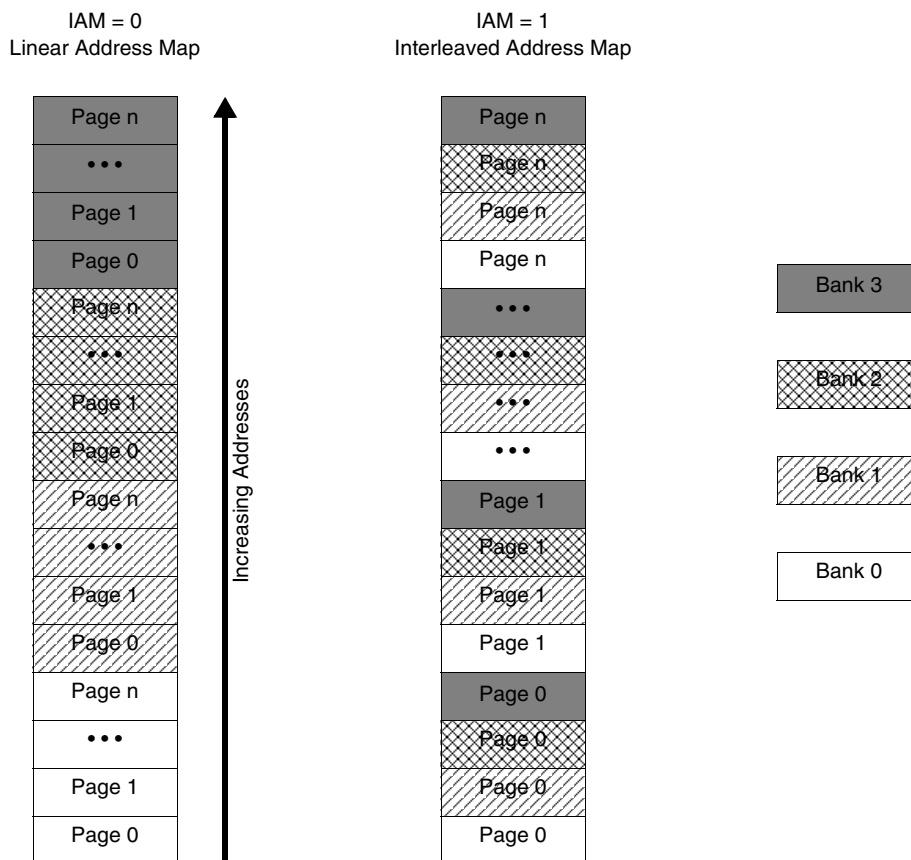 IAM = 0
Linear Address Map
Page n
•••
Page 1
Page 0
Page n
•••
Page 1
Page 0
Page n
•••
Page 1
Page 0
Page n
•••
Page 1
Page 0
Increasing Addresses
IAM = 1
Interleaved Address Map
Page n
Page n
Page n
Page n
•••
•••
•••
•••
Page 1
Page 1
Page 1
Page 1
Page 0
Page 0
Page 0
Page 0
Bank 3
Bank 2
Bank 1
Bank 0